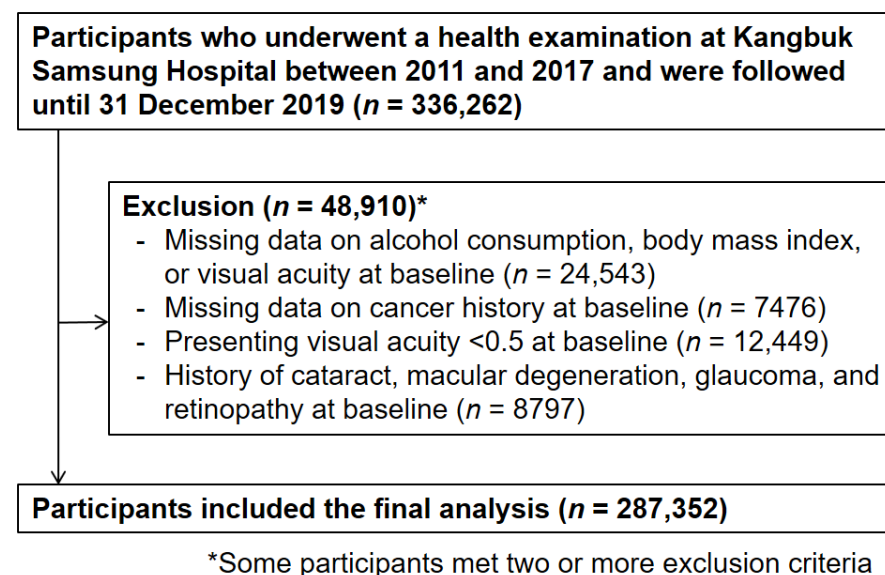 Participants who underwent a health examination at Kangbuk
Samsung Hospital between 2011 and 2017 and were followed
until 31 December 2019 (n = 336,262)
Exclusion (n = 48,910)*
- Missing data on alcohol consumption, body mass index,
or visual acuity at baseline (n = 24,543)
- Missing data on cancer history at baseline (n = 7476)
- Presenting visual acuity <0.5 at baseline (n = 12,449)
- History of cataract, macular degeneration, glaucoma, and
retinopathy at baseline (n = 8797)
Participants included the final analysis (n = 287,352)
*Some participants met two or more exclusion criteria